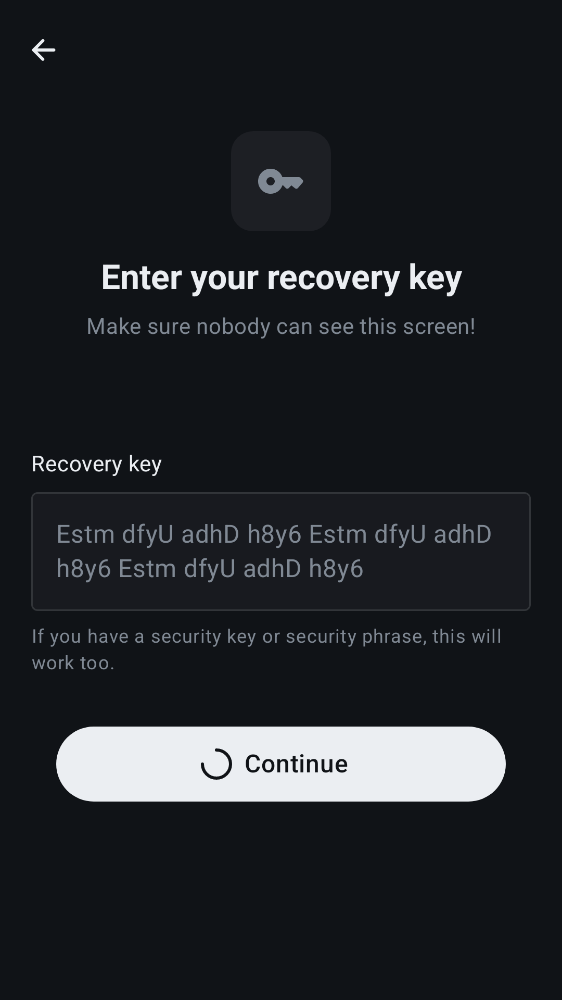 Enter your recovery key
Make sure nobody can see this screen!
Recovery key
Estm dfyU adhD h8y6 Estm dfyU adhD
h8y6 Estm dfyU adhD h8y6
If you have a security key or security phrase, this will
work too.
Continue